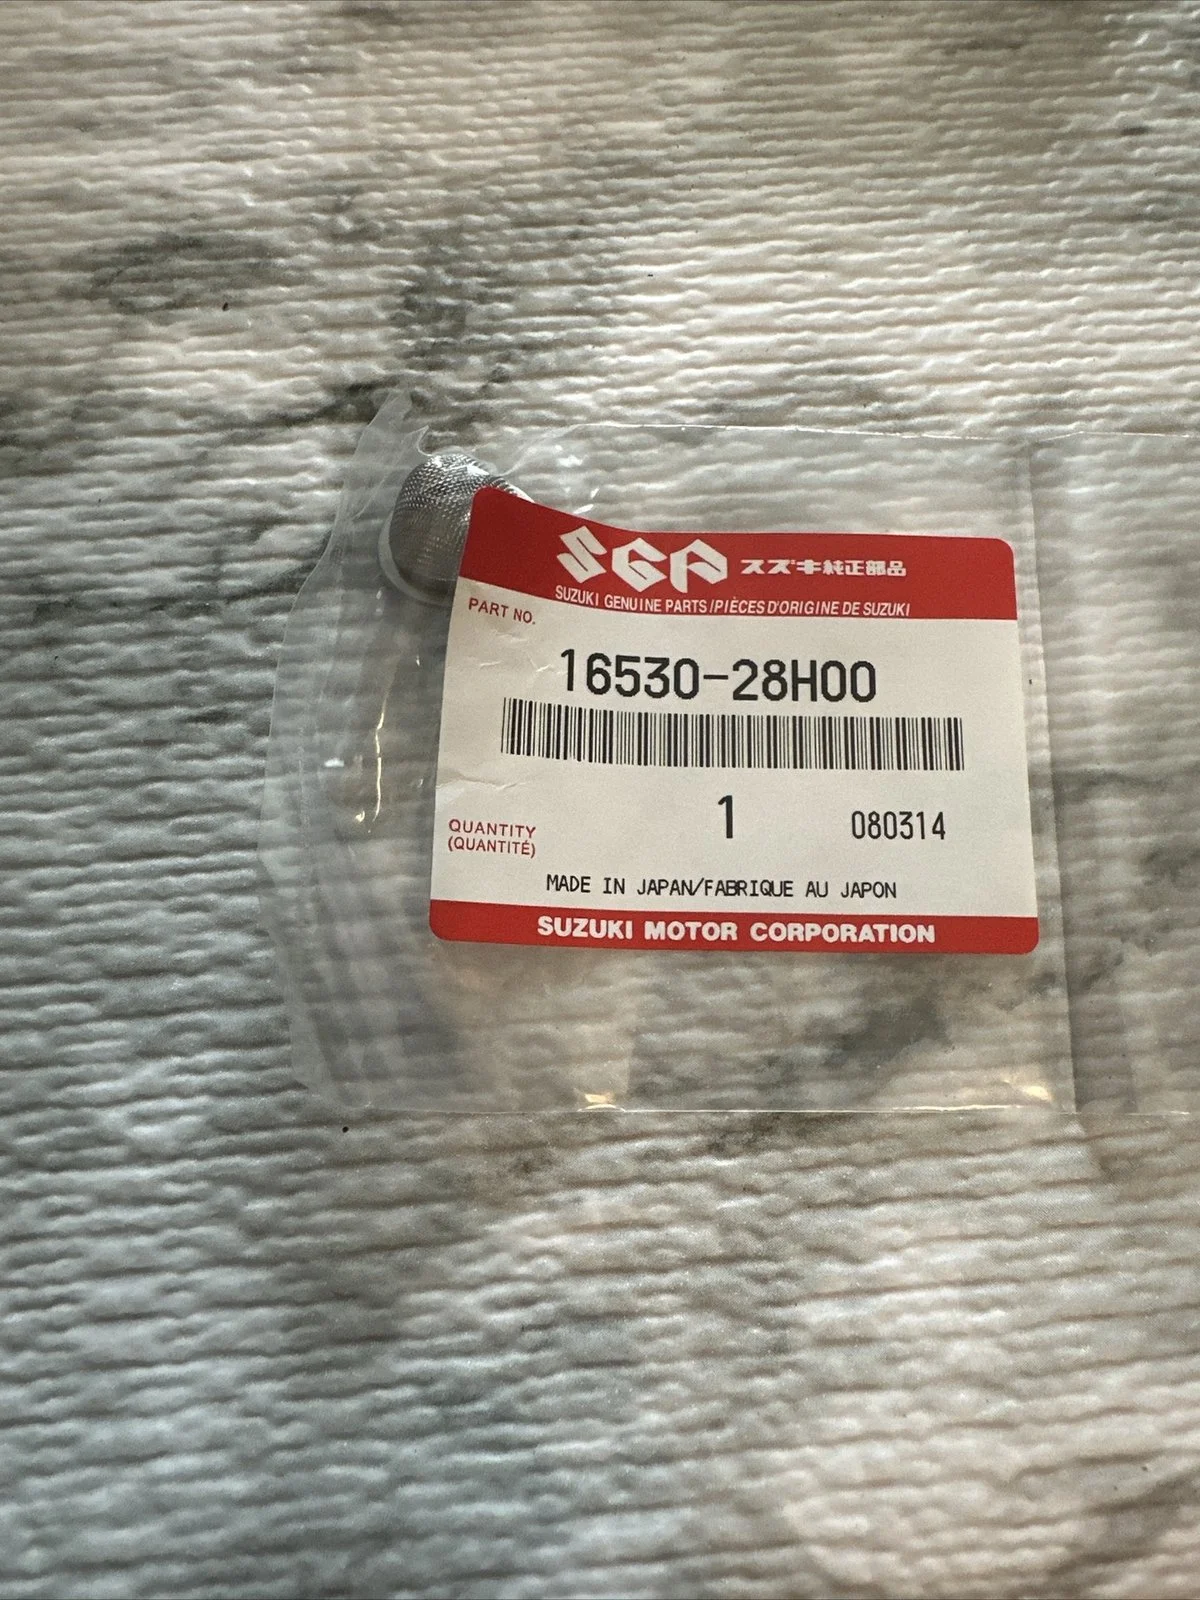 SGP スズキ純正部品
SUZUKI GENUINE PARTS/PIÈCES D'ORIGINE DE SUZUKI
PART NO.
16530-28H00
QUANTITY
(QUANTITÉ)
1
080314
MADE IN JAPAN/FABRIQUE AU JAPON
SUZUKI MOTOR CORPORATION